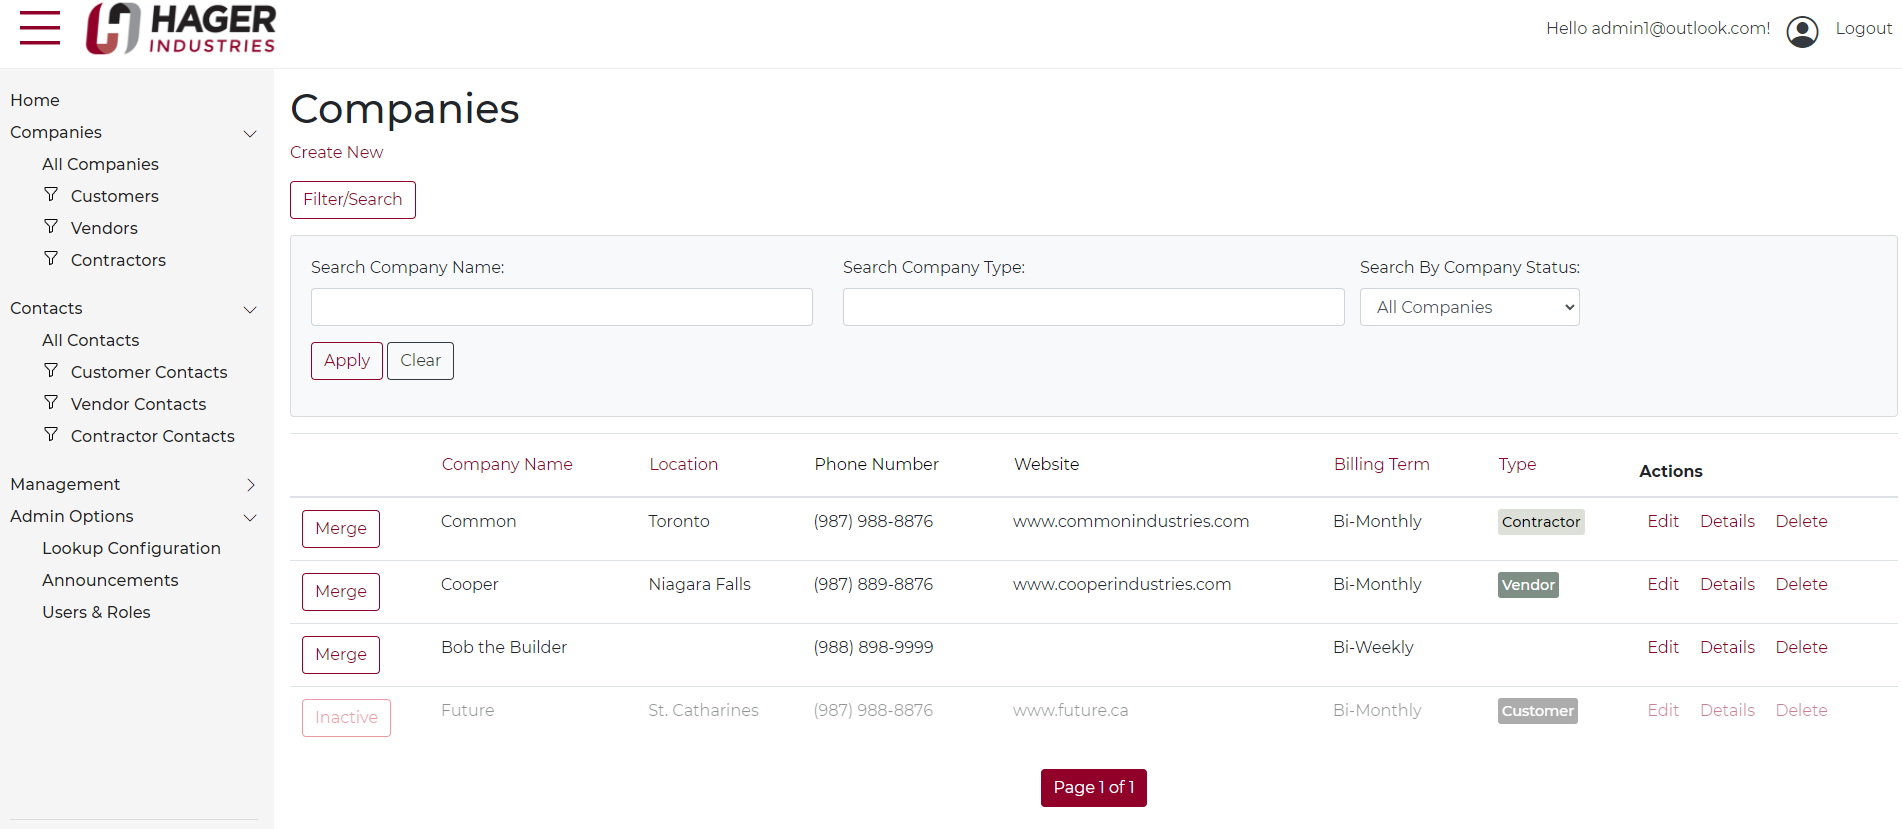 HAGER
INDUSTRIES
Hello admin1@outlook.com!
Logout
Home
Companies
All Companies
Customers
Vendors
Contractors
Contacts
All Contacts
Customer Contacts
Vendor Contacts
Contractor Contacts
Management
Admin Options
Lookup Configuration
Announcements
Users & Roles
Companies
Create New
Filter/Search
Search Company Name: Search Company Type: Search By Company Status:
All Companies
Apply Clear
Company Name Location Phone Number Website Billing Term Type Actions
Merge Common Toronto (987) 988-8876 www.commonindustries.com Bi-Monthly Contractor Edit Details Delete
Merge Cooper Niagara Falls (987) 889-8876 www.cooperindustries.com Bi-Monthly Vendor Edit Details Delete
Merge Bob the Builder (988) 898-9999 Bi-Weekly Edit Details Delete
Inactive Future St. Catharines (987) 988-8876 www.future.ca Bi-Monthly Customer Edit Details Delete
Page 1 of 1